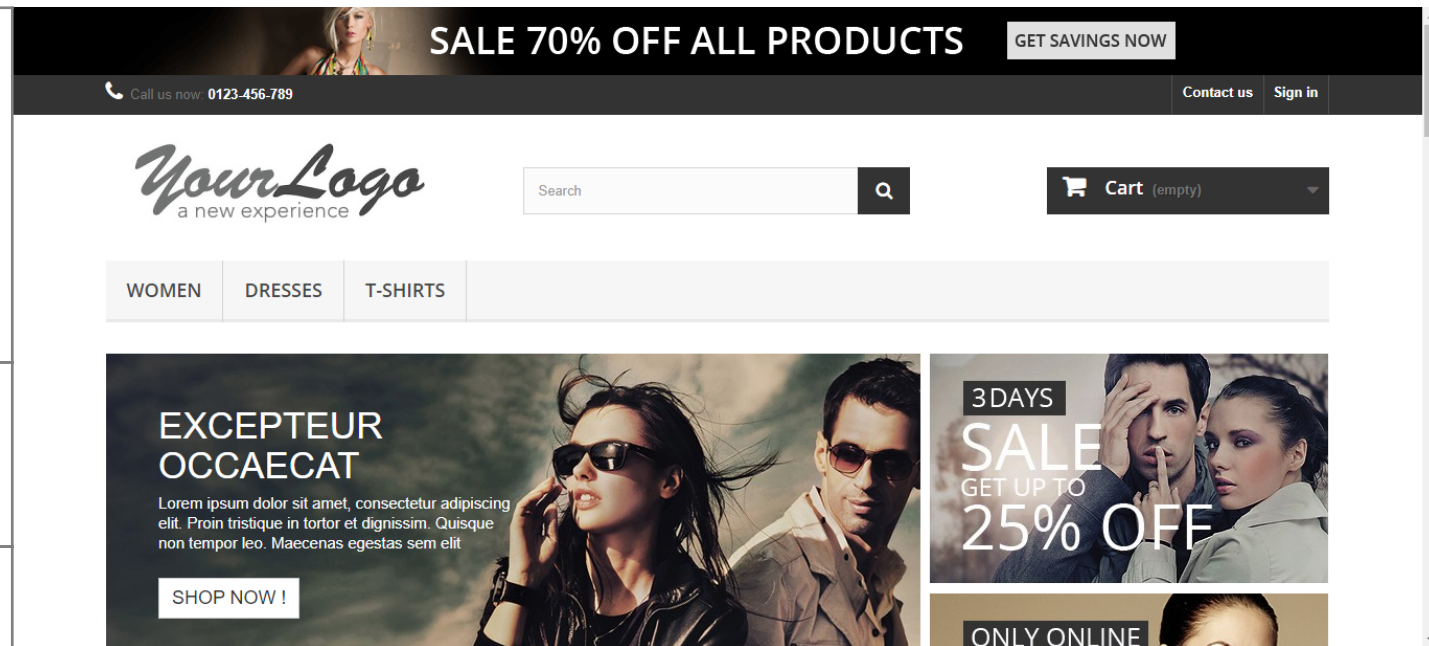 SALE 70% OFF ALL PRODUCTS
GET SAVINGS NOW
Call us now: 0123-456-789
Contact us
Sign in
YourLogo
a new experience
Search
Cart (empty)
WOMEN
DRESSES
T-SHIRTS
EXCEPTEUR
OCCAECAT
Lorem ipsum dolor sit amet, consectetur adipiscing
elit. Proin tristique in tortor et dignissim. Quisque
non tempor leo. Maecenas egestas sem elit
SHOP NOW !
3 DAYS
SALE
GET UP TO
25% OFF
ONLY ONLINE